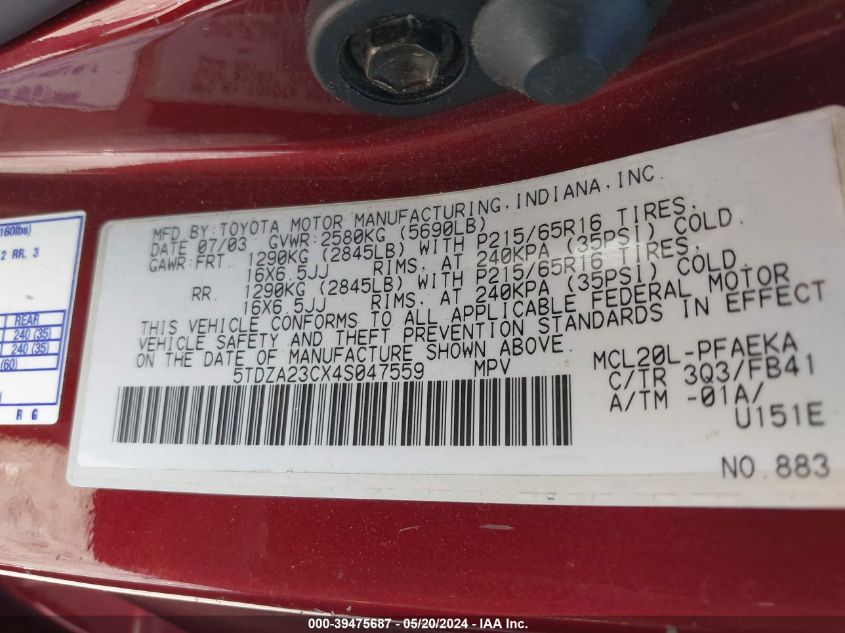 160lbs)
2 RR. 3
REAR
240 (35)
240 (35)
(60)
R G
MFD.BY:TOYOTA MOTOR MANUFACTURING,INDIANA,INC.
DATE 07/03 GVWR:2580KG (5690LB)
GAWR:FRT. 1290KG (2845LB) WITH P215/65R16 TIRES,
16X6.5JJ RIMS, AT 240KPA (35PSI) COLD.
RR. 1290KG (2845LB) WITH P215/65R16 TIRES,
16X6.5JJ RIMS, AT 240KPA (35PSI) COLD.
THIS VEHICLE CONFORMS TO ALL APPLICABLE FEDERAL MOTOR
VEHICLE SAFETY AND THEFT PREVENTION STANDARDS IN EFFECT
ON THE DATE OF MANUFACTURE SHOWN ABOVE.
5TDZA23CX4S047559 MPV
MCL20L-PFAEKA
C/TR 3Q3/FB41
A/TM -01A/
U151E
NO.883
000-39475687 - 05/20/2024 - IAA Inc.